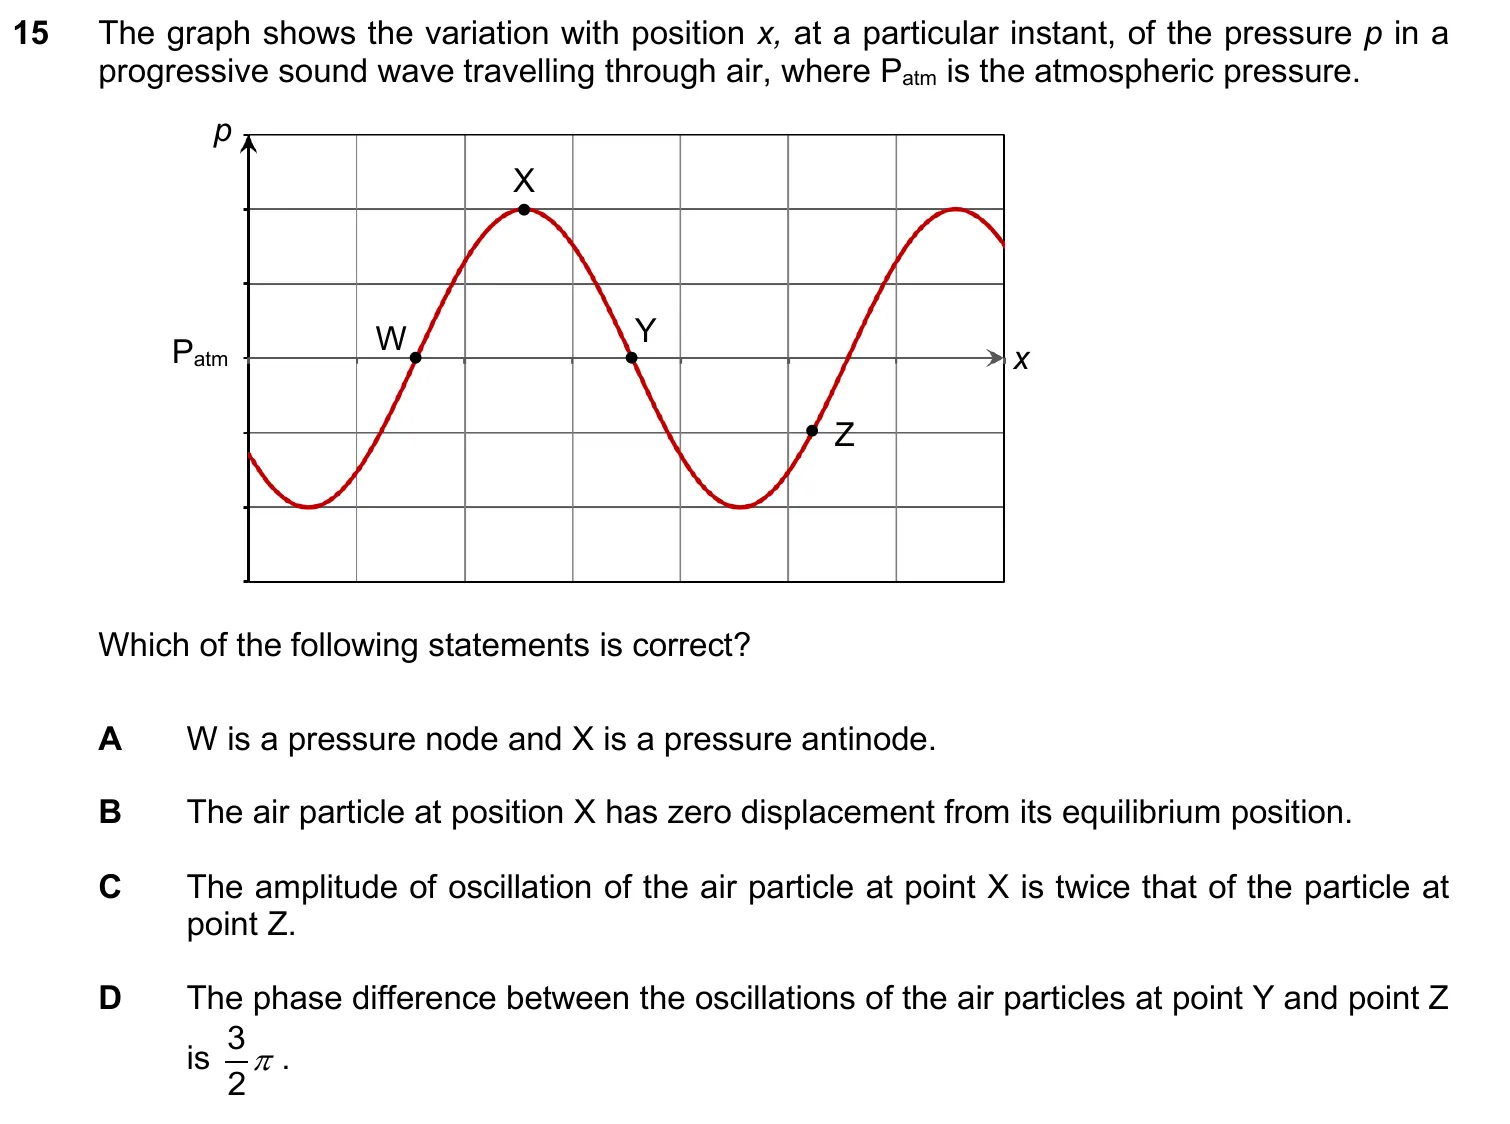 15 The graph shows the variation with position x, at a particular instant, of the pressure p in a
progressive sound wave travelling through air, where Patm is the atmospheric pressure.
p
X
W
Y
Patm
x
Z
Which of the following statements is correct?
A W is a pressure node and X is a pressure antinode.
B The air particle at position X has zero displacement from its equilibrium position.
C The amplitude of oscillation of the air particle at point X is twice that of the particle at
point Z.
D The phase difference between the oscillations of the air particles at point Y and point Z
is 3/2 π .